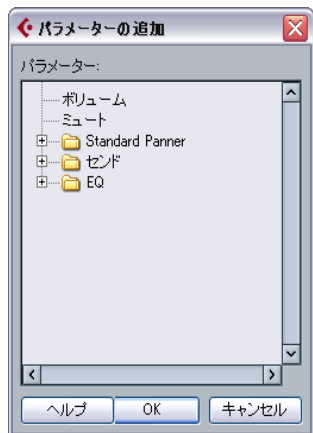 パラメーターの追加
パラメーター:
ボリューム
ミュート
Standard Panner
センド
EQ
ヘルプ OK キャンセル